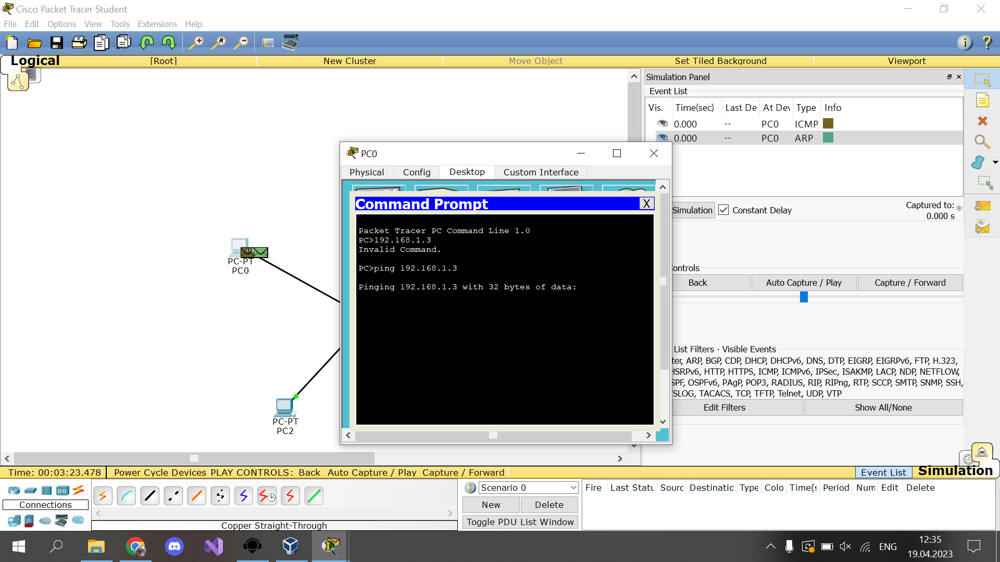 Cisco Packet Tracer Student
File Edit Options View Tools Extensions Help
Logical [Root] New Cluster Move Object Set Tiled Background Viewport
Simulation Panel
Event List
Vis. Time(sec) Last De At Dev Type Info
0.000 -- PC0 ICMP
0.000 -- PC0 ARP
PC0
Physical Config Desktop Custom Interface
Command Prompt X
Packet Tracer PC Command Line 1.0
PC>192.168.1.3
Invalid Command.
PC>ping 192.168.1.3
Pinging 192.168.1.3 with 32 bytes of data:
Simulation Constant Delay Captured to:
0.000 s
PC-PT
PC0
PC-PT
PC2
Controls
Back Auto Capture / Play Capture / Forward
List Filters - Visible Events
ter, ARP, BGP, CDP, DHCP, DHCPv6, DNS, DTP, EIGRP, EIGRPv6, FTP, H.323,
HSRPv6, HTTP, HTTPS, ICMP, ICMPv6, IPSec, ISAKMP, LACP, NDP, NETFLOW,
SPF, OSPFv6, PAgP, POP3, RADIUS, RIP, RIPng, RTP, SCCP, SMTP, SNMP, SSH,
YSLOG, TACACS, TCP, TFTP, Telnet, UDP, VTP
Edit Filters Show All/None
Time: 00:03:23.478 Power Cycle Devices PLAY CONTROLS: Back Auto Capture / Play Capture / Forward Event List Simulation
Connections
Copper Straight-Through
Scenario 0
New Delete
Toggle PDU List Window
Fire Last Statu Sourc Destinatio Type Colo Time(s Period Num Edit Delete
ENG
12:35
19.04.2023